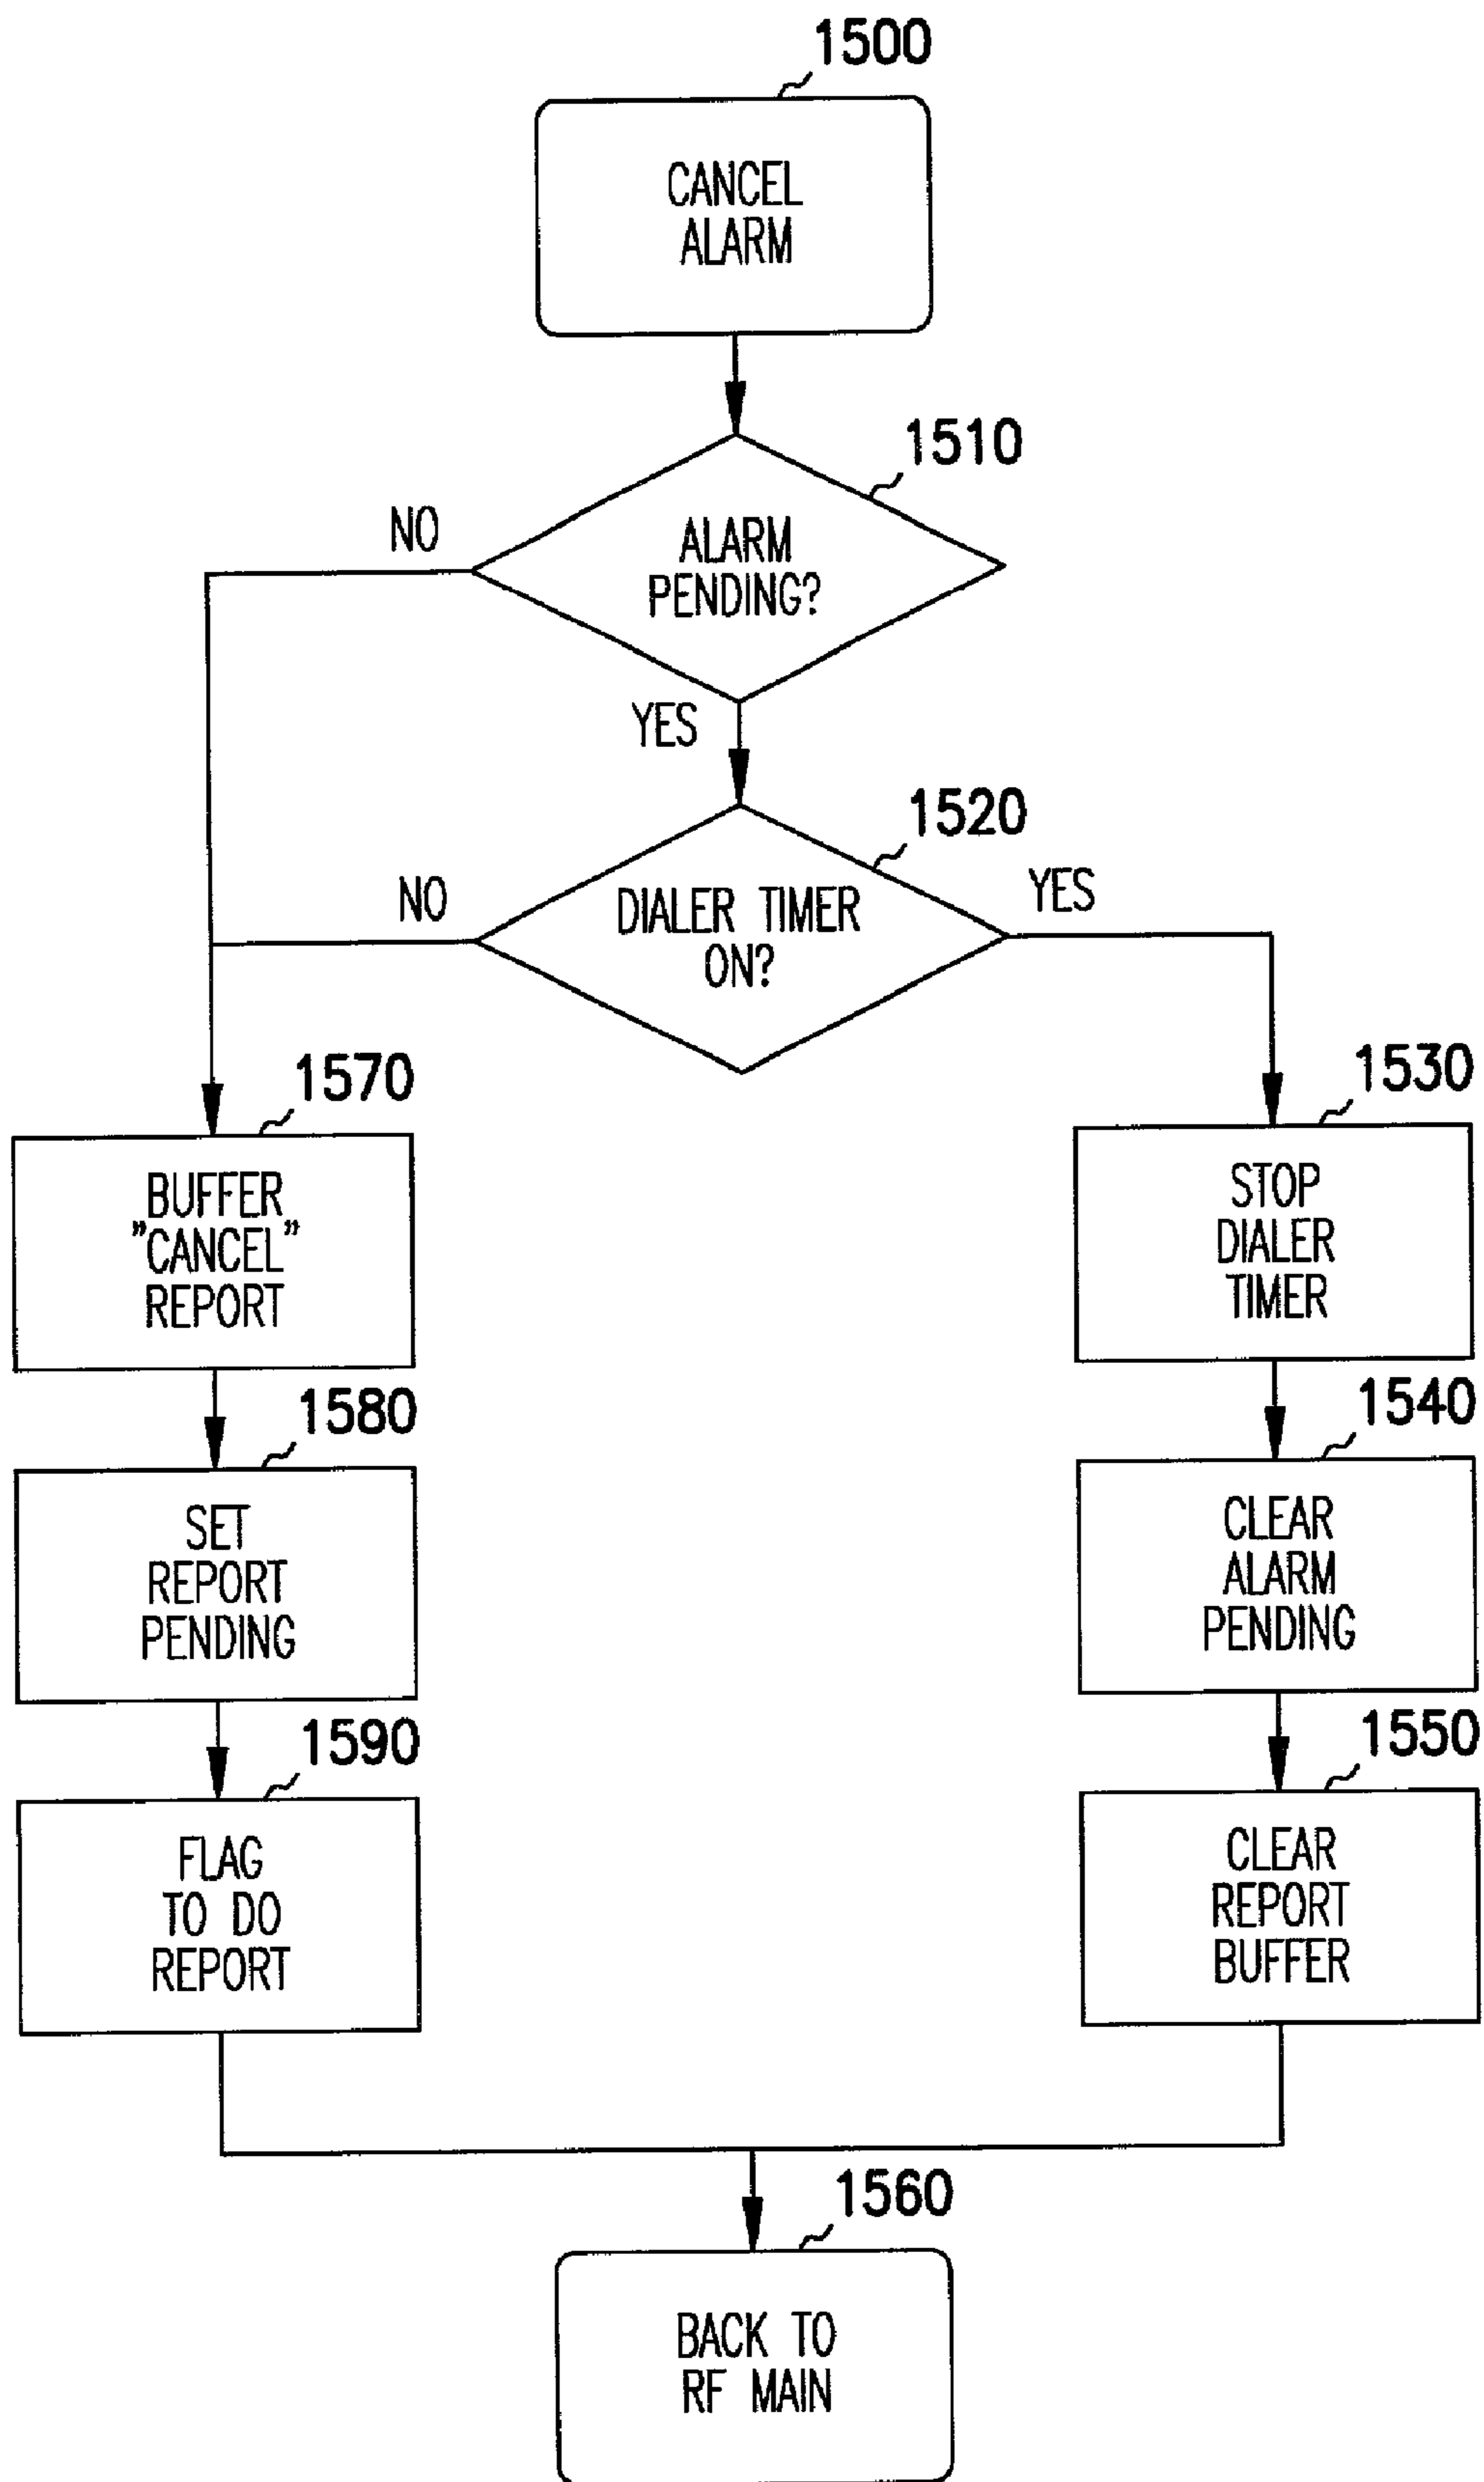 1500
CANCEL
ALARM
1510
NO
ALARM
PENDING?
YES
1520
NO
DIALER TIMER
ON?
YES
1570
1530
BUFFER
”CANCEL”
REPORT
STOP
DIALER
TIMER
1580
1540
SET
REPORT
PENDING
CLEAR
ALARM
PENDING
1590
1550
FLAG
TO DO
REPORT
CLEAR
REPORT
BUFFER
1560
BACK TO
RF MAIN